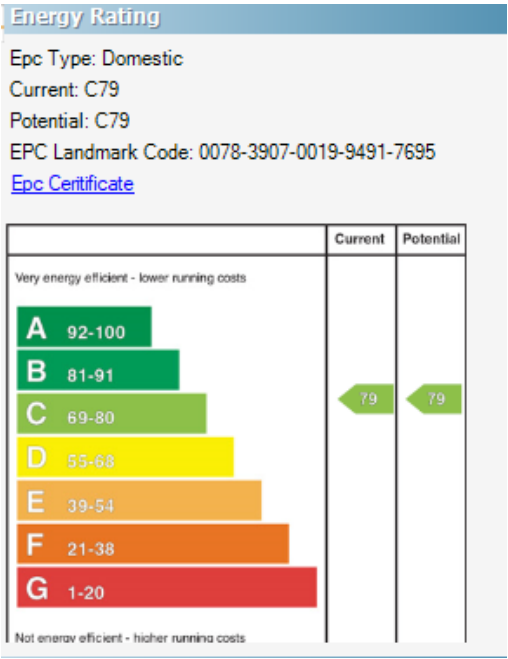 Energy Rating
Epc Type: Domestic
Current: C79
Potential: C79
EPC Landmark Code: 0078-3907-0019-9491-7695
Epc Ceritificate
Current Potential
Very energy efficient - lower running costs
A 92-100
B 81-91
C 69-80
79 79
D 55-68
E 39-54
F 21-38
G 1-20
Not energy efficient - higher running costs